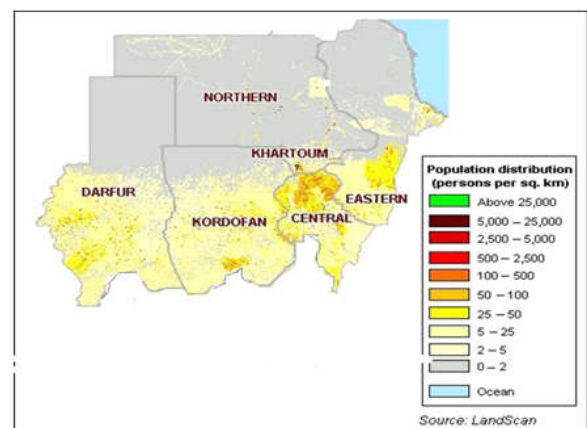 NORTHERN
KHARTOUM
DARFUR
KORDOFAN
CENTRAL
EASTERN
Population distribution
(persons per sq. km)
Above 25,000
5,000 – 25,000
2,500 – 5,000
500 – 2,500
100 – 500
50 – 100
25 – 50
5 – 25
2 – 5
0 – 2
Ocean
Source: LandScan